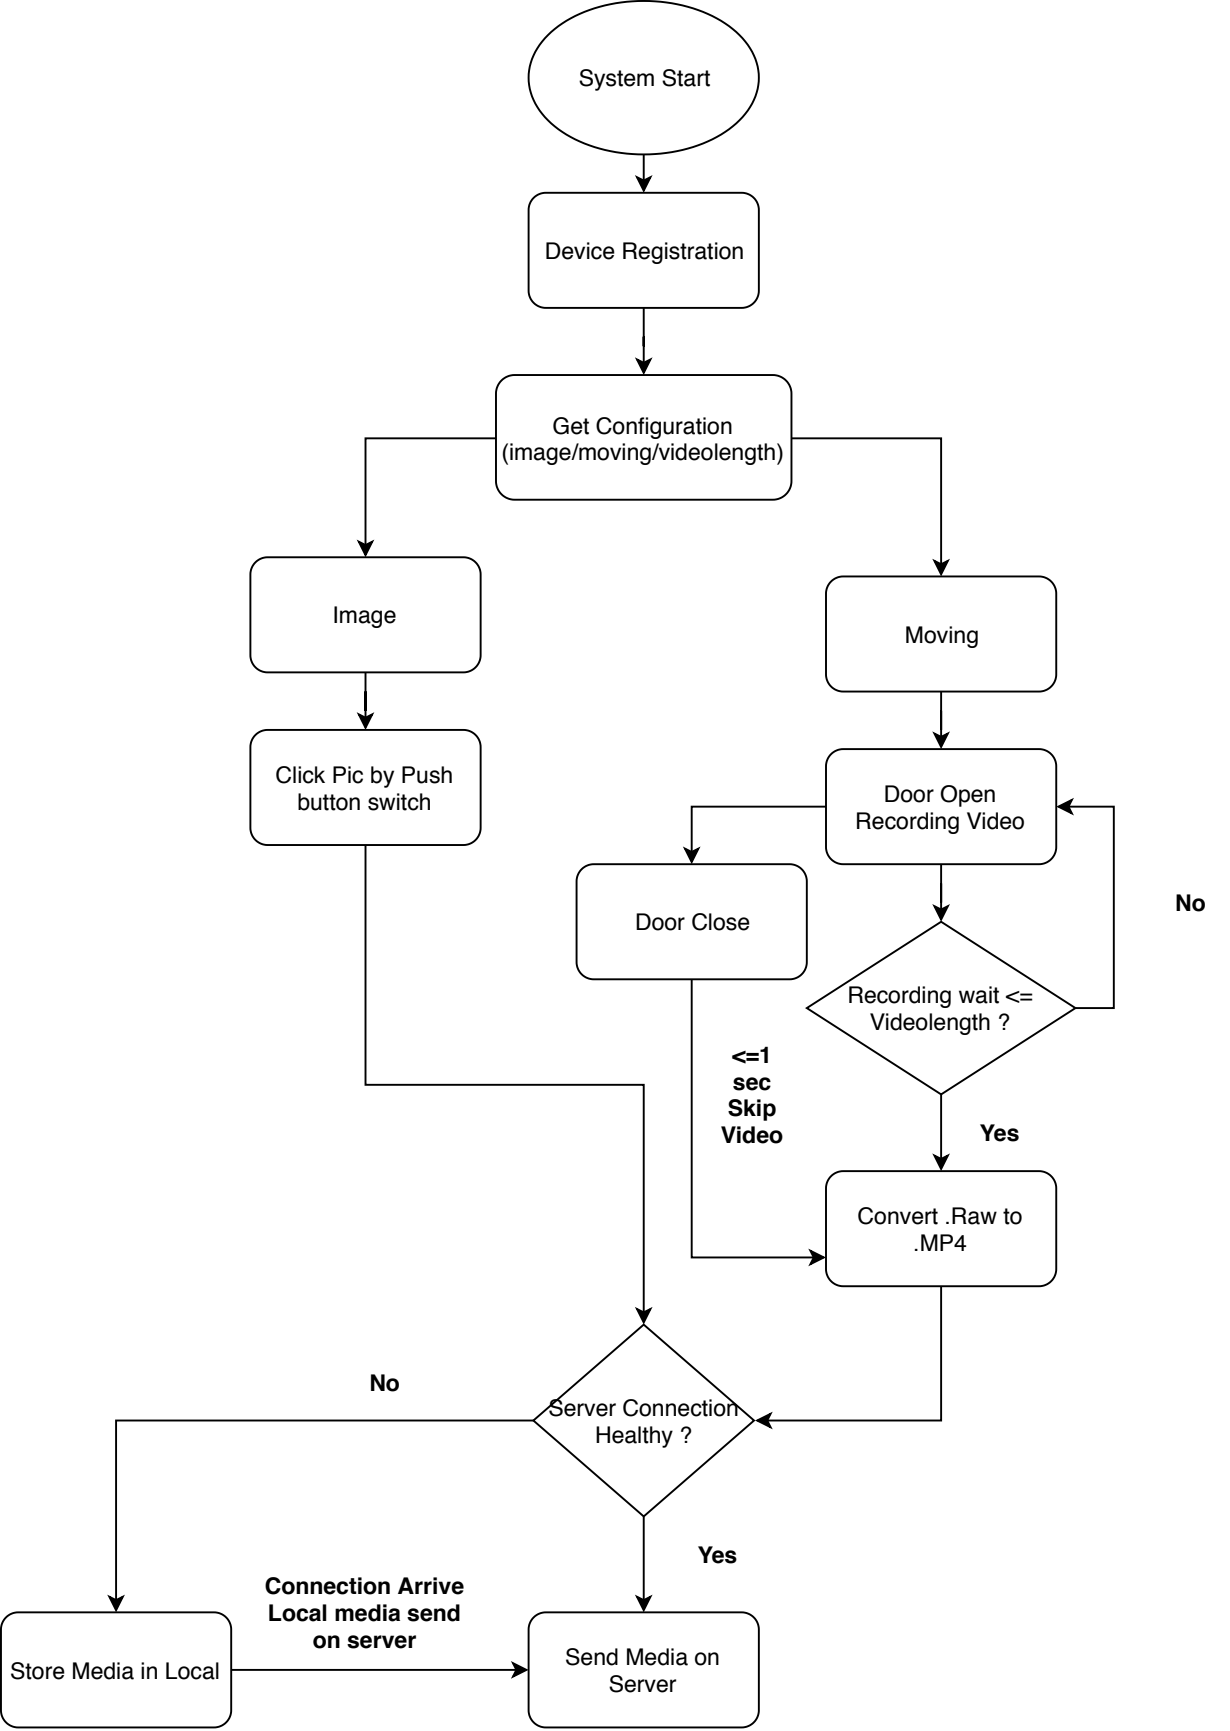 System Start
Device Registration
Get Configuration
(image/moving/videolength)
Image
Moving
Click Pic by Push
button switch
Door Open
Recording Video
No
Door Close
Recording wait <=
Videolength ?
<=1
sec
Skip
Video
Yes
Convert .Raw to
.MP4
No
Server Connection
Healthy ?
Yes
Connection Arrive
Local media send
on server
Store Media in Local
Send Media on
Server